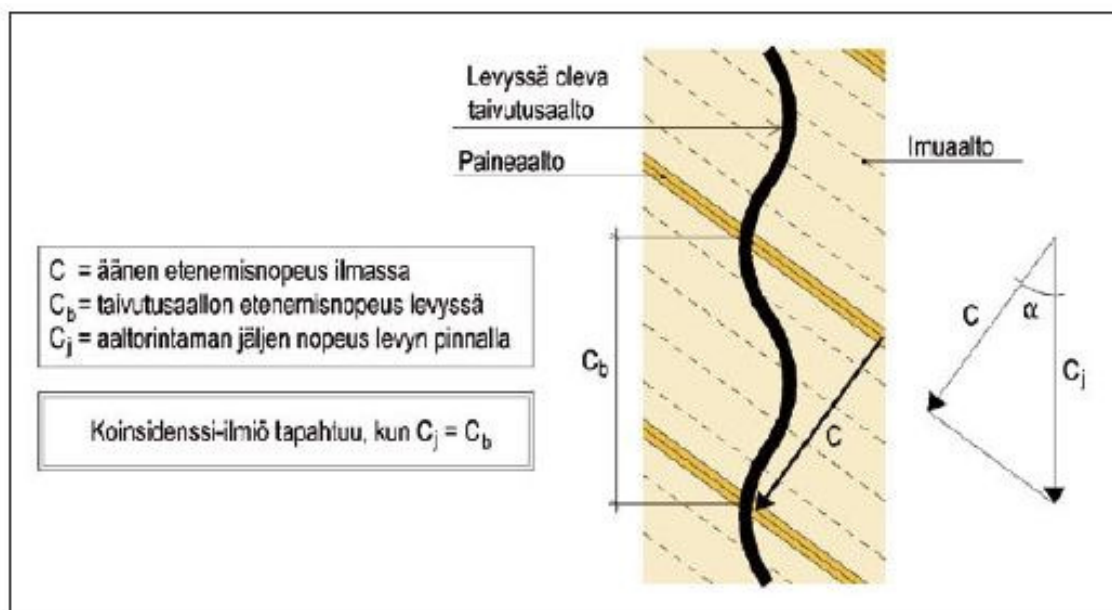 Levyssä oleva
taivutusaalto
Paineaalto
Imuaalto
C = äänen etenemisnopeus ilmassa
C_b = taivutusaallon etenemisnopeus levyssä
C_j = aaltorintaman jäljen nopeus levyn pinnalla
Koinsidenssi-ilmiö tapahtuu, kun C_j = C_b
C_b
C
C
α
C_j